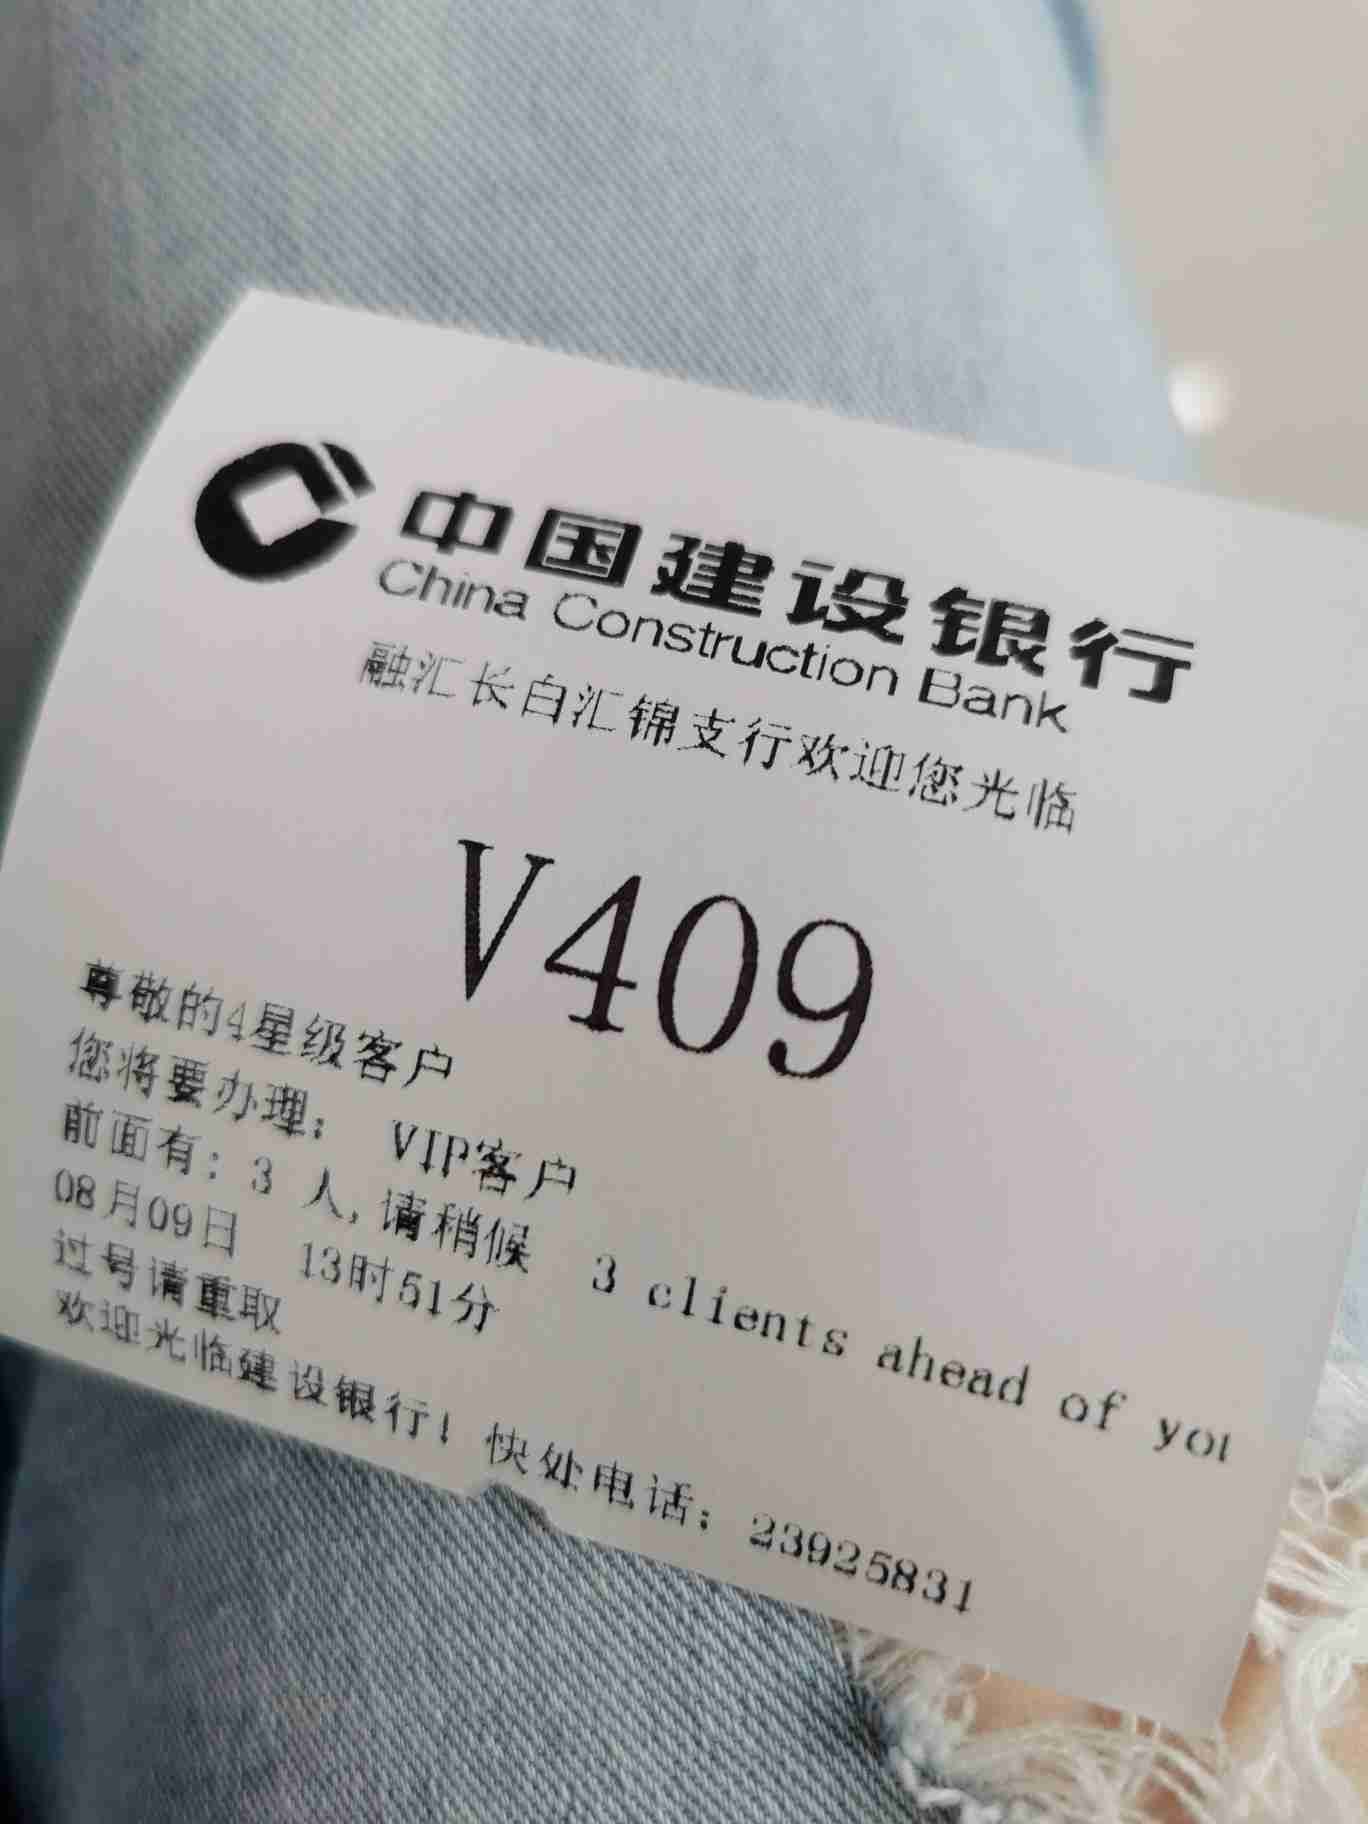 中国建设银行
China Construction Bank
融汇长白汇锦支行欢迎您光临
V409
尊敬的4星级客户
您将要办理： VIP客户
前面有：3 人,请稍候 3 clients ahead of you
08月09日 13时51分
过号请重取
欢迎光临建设银行！快处电话：23925831